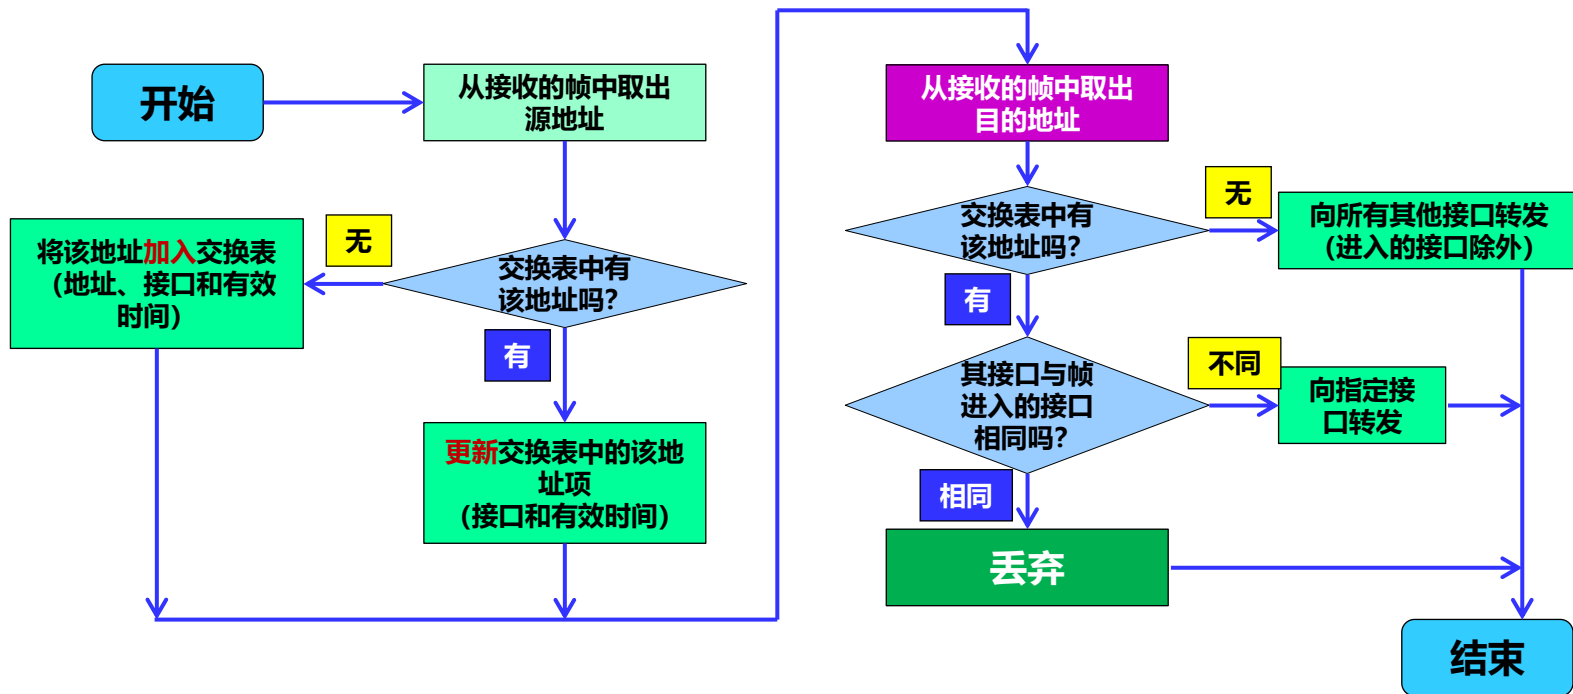 开始
从接收的帧中取出
源地址
交换表中有
该地址吗？
无
将该地址加入交换表
（地址、接口和有效
时间）
有
更新交换表中的该地
址项
（接口和有效时间）
从接收的帧中取出
目的地址
交换表中有
该地址吗？
无
向所有其他接口转发
（进入的接口除外）
有
其接口与帧
进入的接口
相同吗？
不同
向指定接
口转发
相同
丢弃
结束